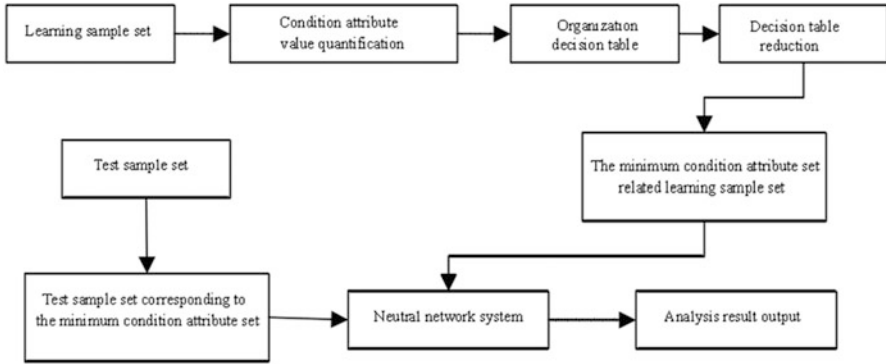 Learning sample set
Condition attribute
value quantification
Organization
decision table
Decision table
reduction
Test sample set
The minimum condition attribute set
related learning sample set
Test sample set corresponding to
the minimum condition attribute set
Neutral network system
Analysis result output